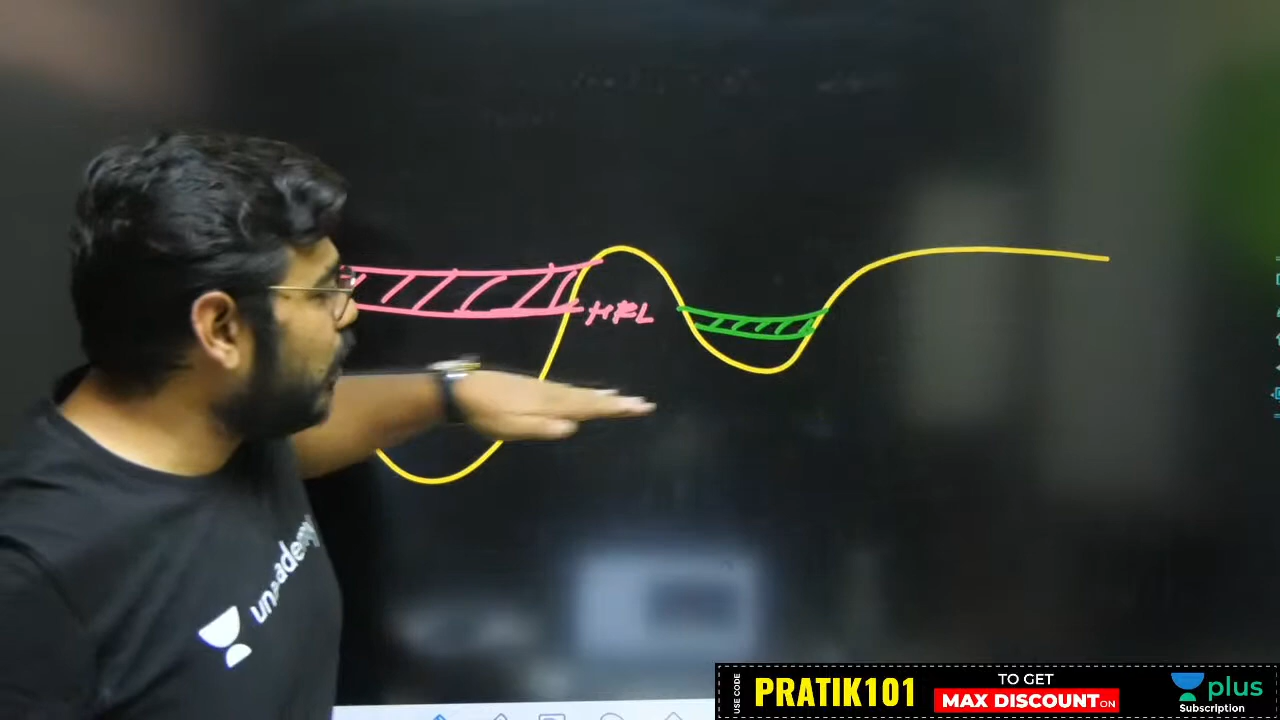 HFL
unacademy
USE CODE
PRATIK101
TO GET
MAX DISCOUNT ON
plus
Subscription